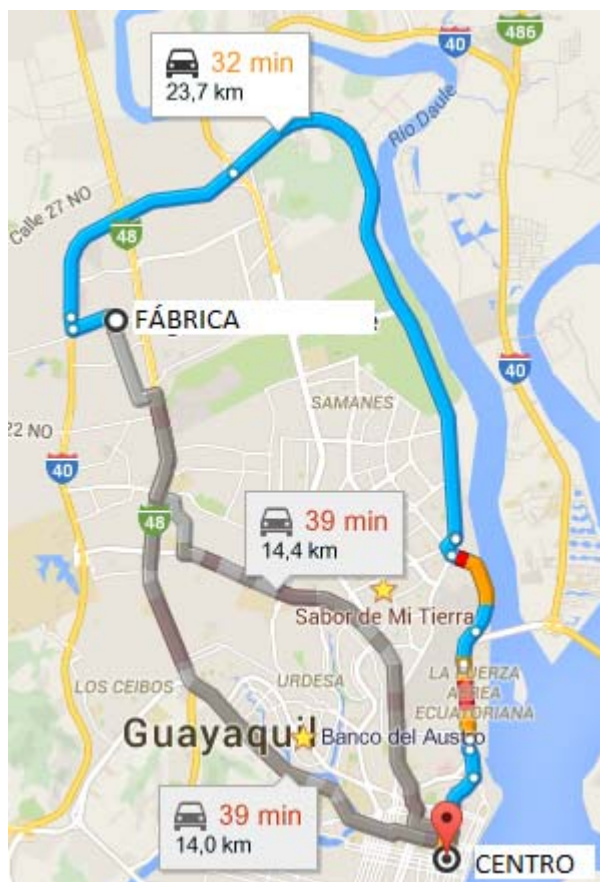 40
486
32 min
23,7 km
Río Daule
Calle 27 NO
48
FÁBRICA
40
SAMANES
22 NO
40
39 min
14,4 km
48
Sabor de Mi Tierra
LA FUERZA
AEREA
ECUATORIANA
LOS CEIBOS
URDESA
Guayaquil
Banco del Austro
39 min
14,0 km
CENTRO